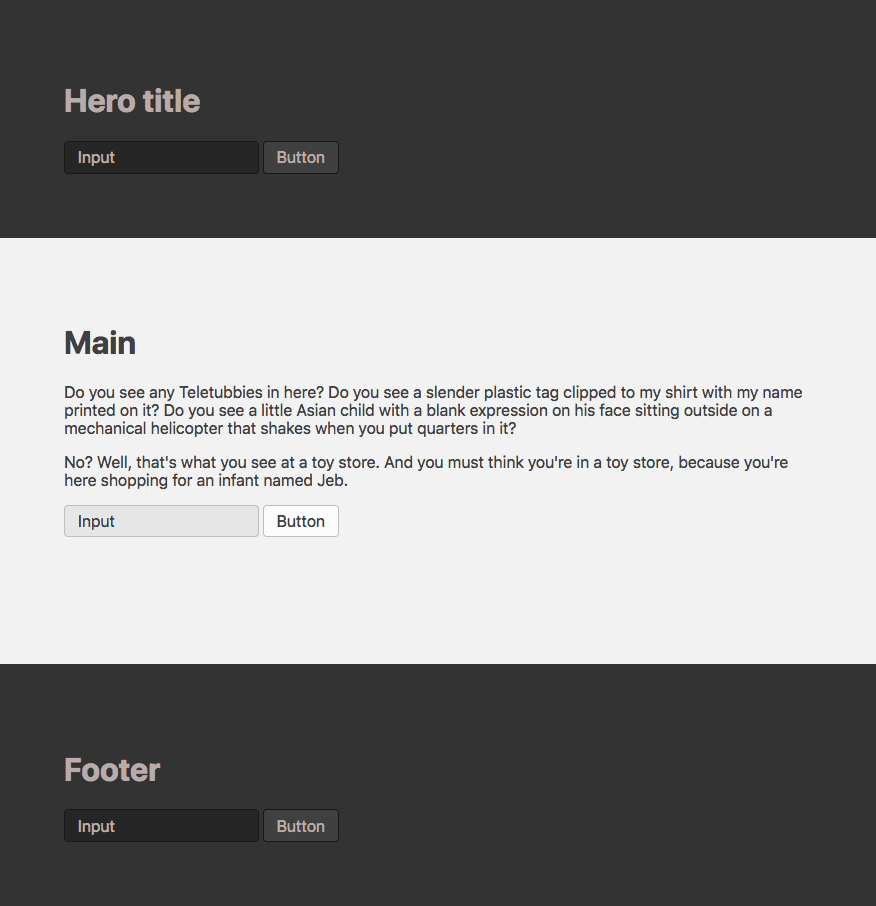 Hero title
Input
Button
Main
Do you see any Teletubbies in here? Do you see a slender plastic tag clipped to my shirt with my name
printed on it? Do you see a little Asian child with a blank expression on his face sitting outside on a
mechanical helicopter that shakes when you put quarters in it?
No? Well, that's what you see at a toy store. And you must think you're in a toy store, because you're
here shopping for an infant named Jeb.
Input
Button
Footer
Input
Button